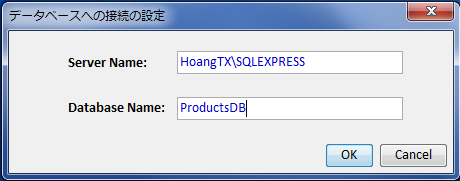 データベースへの接続の設定
Server Name: HoangTX\SQLEXPRESS
Database Name: ProductsDB
OK Cancel